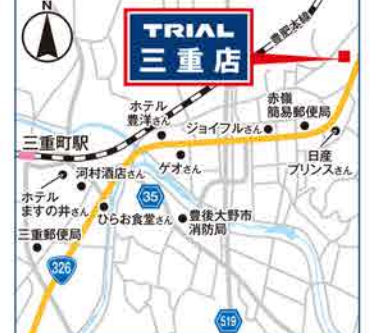 N
TRIAL
三重店
豊肥本線
ホテル
豊洋さん
ジョイフルさん
赤嶺
簡易郵便局
三重町駅
ゲオさん
日産
プリンスさん
河村酒店さん
ホテル
ますの井さん
35
ひらお食堂さん
豊後大野市
消防局
三重郵便局
326
519